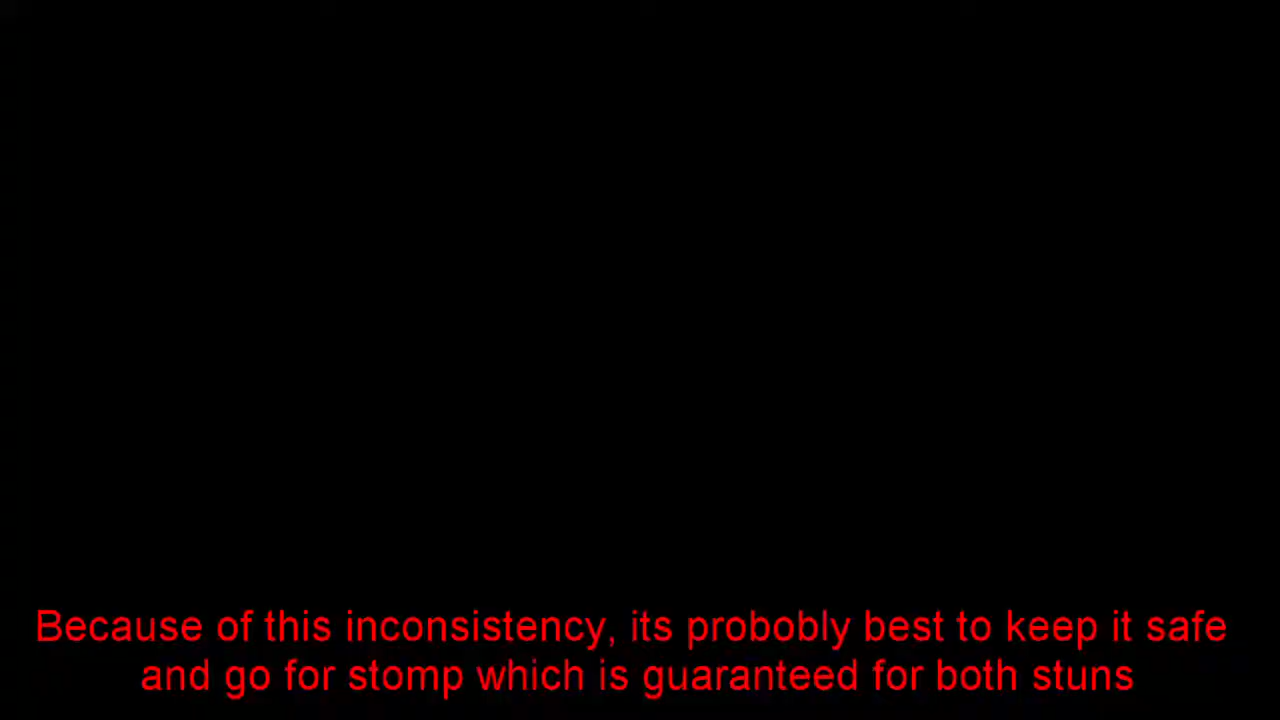 Because of this inconsistency, its probobly best to keep it safe
and go for stomp which is guaranteed for both stuns